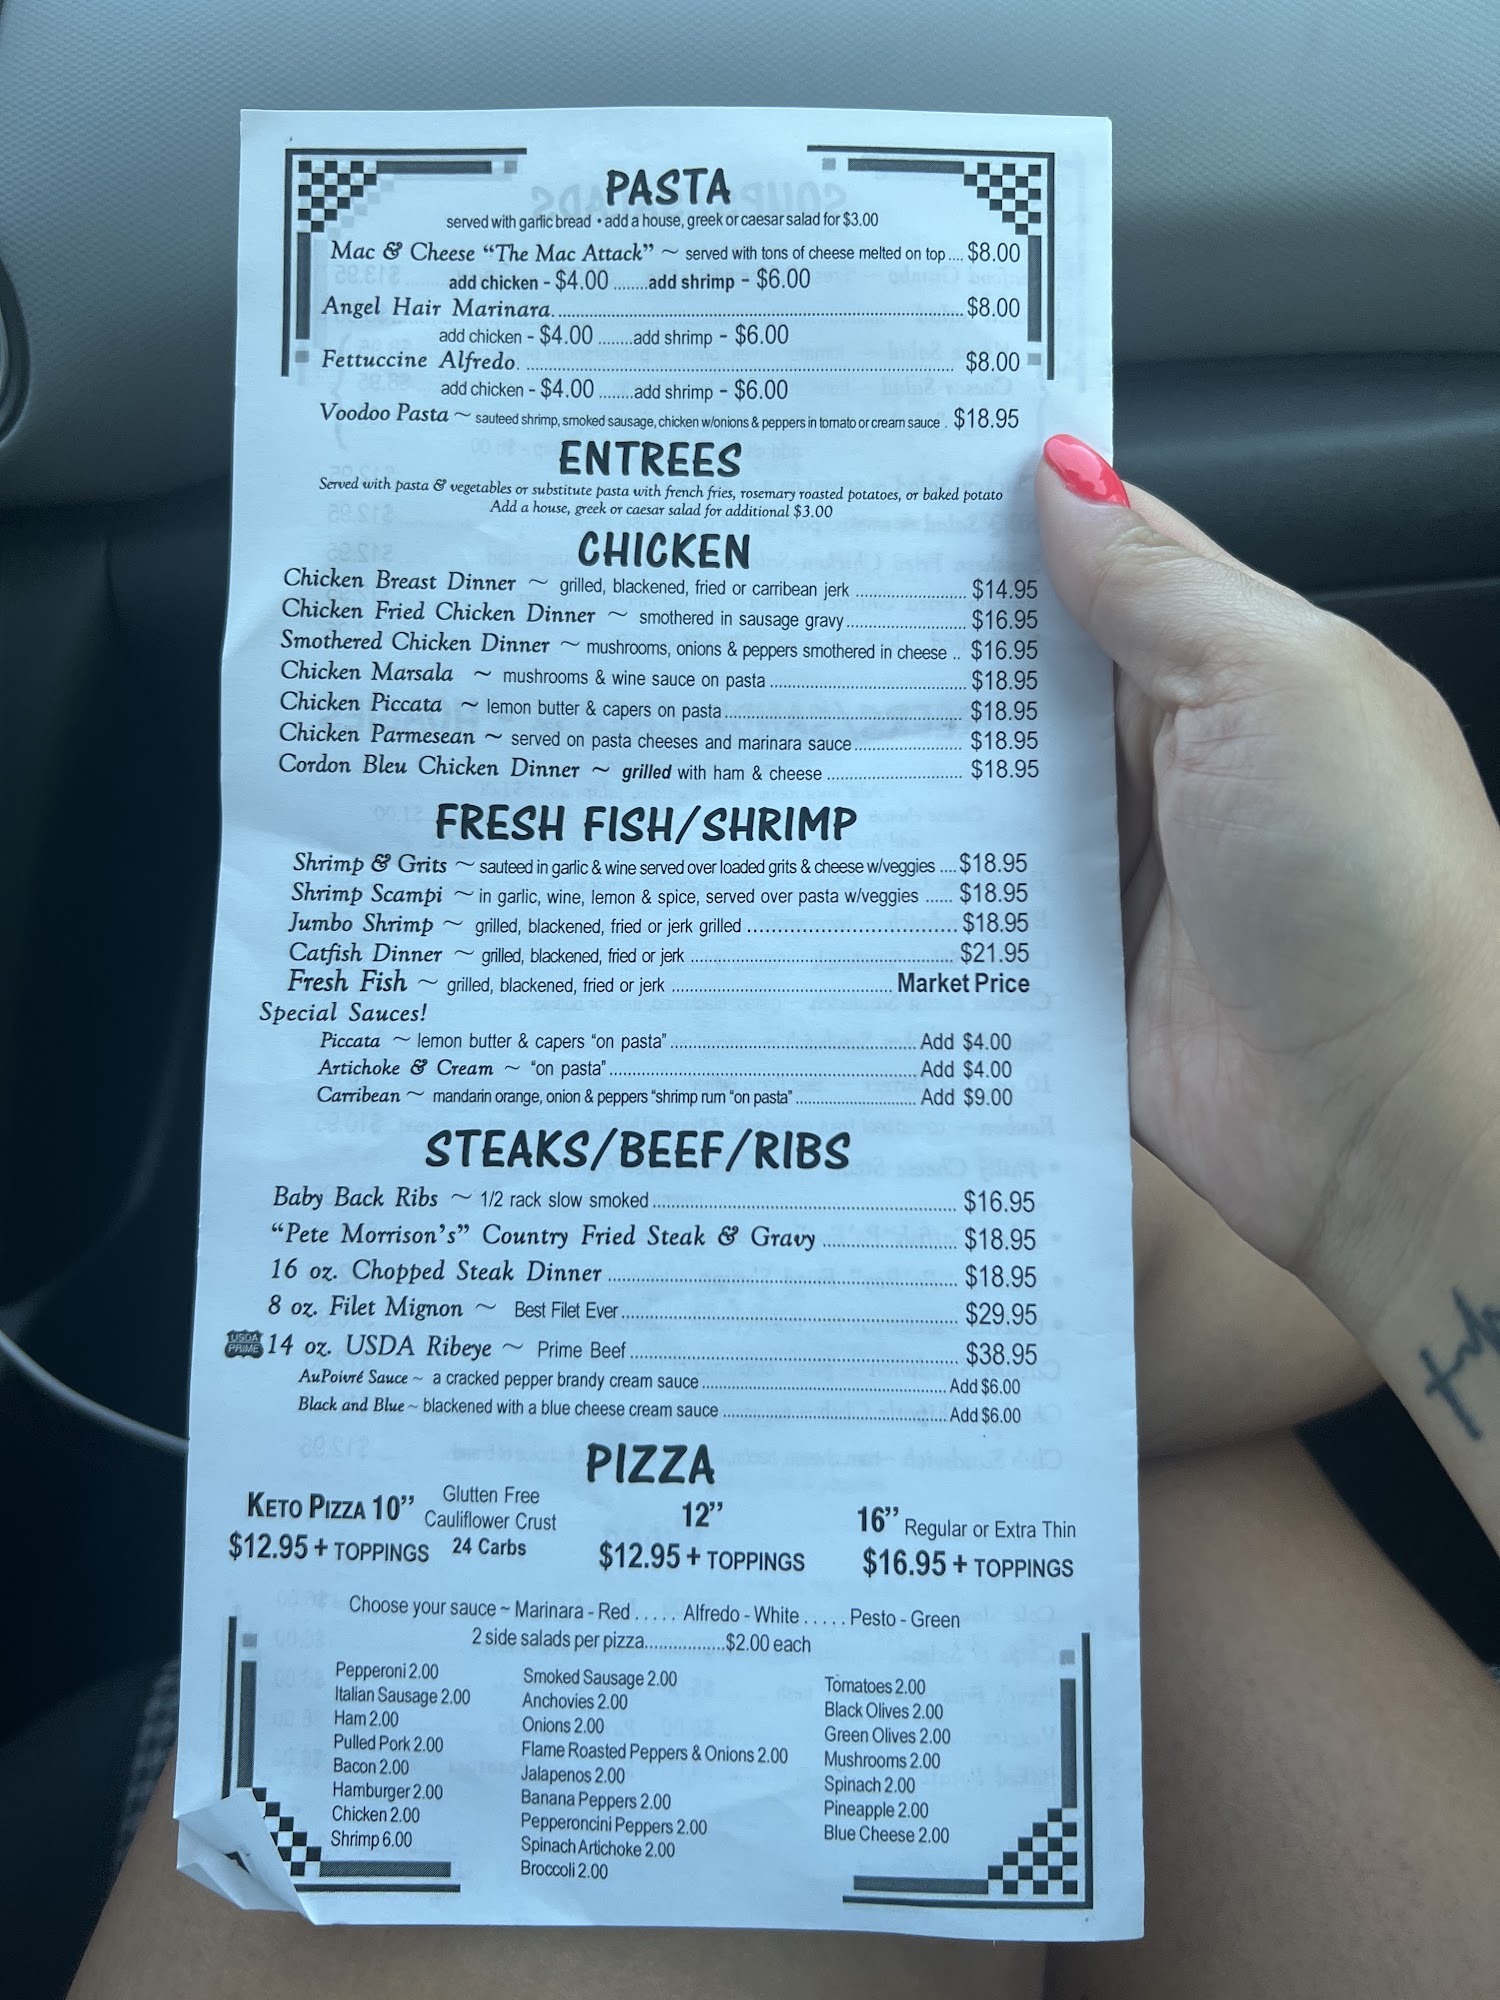 PASTA
served with garlic bread • add a house, greek or caesar salad for $3.00
Mac & Cheese “The Mac Attack” ~ served with tons of cheese melted on top .... $8.00
add chicken - $4.00 ........add shrimp - $6.00
Angel Hair Marinara. $8.00
add chicken - $4.00 ........add shrimp - $6.00
Fettuccine Alfredo. $8.00
add chicken - $4.00 ........add shrimp - $6.00
Voodoo Pasta ~ sauteed shrimp, smoked sausage, chicken w/onions & peppers in tomato or cream sauce . $18.95
ENTREES
Served with pasta & vegetables or substitute pasta with french fries, rosemary roasted potatoes, or baked potato
Add a house, greek or caesar salad for additional $3.00
CHICKEN
Chicken Breast Dinner ~ grilled, blackened, fried or carribean jerk ........ $14.95
Chicken Fried Chicken Dinner ~ smothered in sausage gravy ........ $16.95
Smothered Chicken Dinner ~ mushrooms, onions & peppers smothered in cheese .. $16.95
Chicken Marsala ~ mushrooms & wine sauce on pasta ........ $18.95
Chicken Piccata ~ lemon butter & capers on pasta ........ $18.95
Chicken Parmesean ~ served on pasta cheeses and marinara sauce ........ $18.95
Cordon Bleu Chicken Dinner ~ grilled with ham & cheese ........ $18.95
FRESH FISH/SHRIMP
Shrimp & Grits ~ sauteed in garlic & wine served over loaded grits & cheese w/veggies .... $18.95
Shrimp Scampi ~ in garlic, wine, lemon & spice, served over pasta w/veggies ...... $18.95
Jumbo Shrimp ~ grilled, blackened, fried or jerk grilled ........ $18.95
Catfish Dinner ~ grilled, blackened, fried or jerk ........ $21.95
Fresh Fish ~ grilled, blackened, fried or jerk ........ Market Price
Special Sauces!
Piccata ~ lemon butter & capers “on pasta” ........ Add $4.00
Artichoke & Cream ~ “on pasta” ........ Add $4.00
Carribean ~ mandarin orange, onion & peppers “shrimp rum “on pasta” ........ Add $9.00
STEAKS/BEEF/RIBS
Baby Back Ribs ~ 1/2 rack slow smoked ........ $16.95
“Pete Morrison’s” Country Fried Steak & Gravy ........ $18.95
16 oz. Chopped Steak Dinner ........ $18.95
8 oz. Filet Mignon ~ Best Filet Ever ........ $29.95
USDA PRIME 14 oz. USDA Ribeye ~ Prime Beef ........ $38.95
AuPoivré Sauce ~ a cracked pepper brandy cream sauce ........ Add $6.00
Black and Blue ~ blackened with a blue cheese cream sauce ........ Add $6.00
PIZZA
KETO PIZZA 10” Glutten Free 12” 16” Regular or Extra Thin
Cauliflower Crust
$12.95 + TOPPINGS 24 Carbs $12.95 + TOPPINGS $16.95 + TOPPINGS
Choose your sauce ~ Marinara - Red . . . . . Alfredo - White . . . . . Pesto - Green
2 side salads per pizza.................$2.00 each
Pepperoni 2.00
Italian Sausage 2.00
Ham 2.00
Pulled Pork 2.00
Bacon 2.00
Hamburger 2.00
Chicken 2.00
Shrimp 6.00
Smoked Sausage 2.00
Anchovies 2.00
Onions 2.00
Flame Roasted Peppers & Onions 2.00
Jalapenos 2.00
Banana Peppers 2.00
Pepperoncini Peppers 2.00
Spinach Artichoke 2.00
Broccoli 2.00
Tomatoes 2.00
Black Olives 2.00
Green Olives 2.00
Mushrooms 2.00
Spinach 2.00
Pineapple 2.00
Blue Cheese 2.00